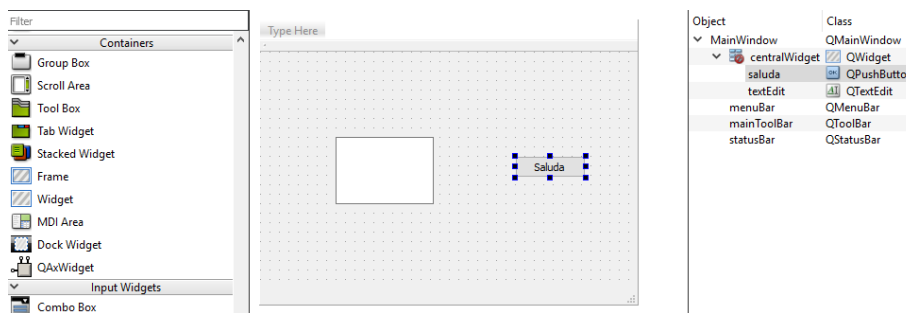 Filter
Containers
Group Box
Scroll Area
Tool Box
Tab Widget
Stacked Widget
Frame
Widget
MDI Area
Dock Widget
QAxWidget
Input Widgets
Combo Box
Type Here
Saluda
Object Class
MainWindow QMainWindow
centralWidget QWidget
saluda OK QPushButto
textEdit AI QTextEdit
menuBar QMenuBar
mainToolBar QToolBar
statusBar QStatusBar